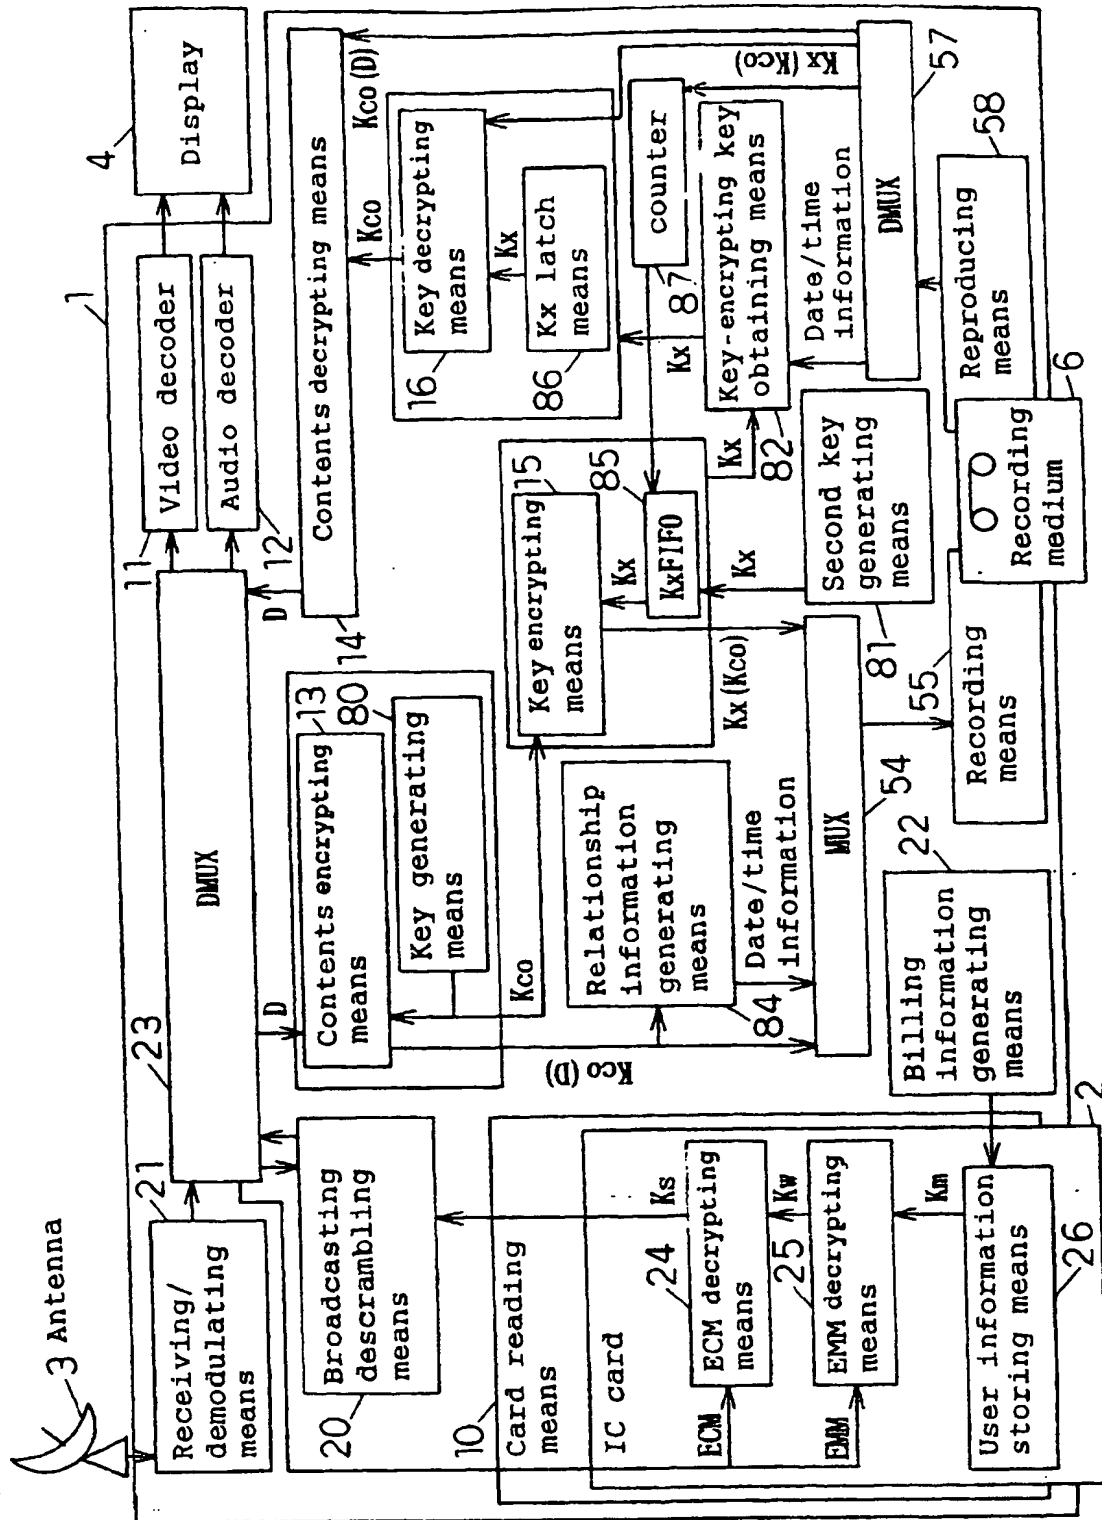 3 Antenna
Receiving/
demodulating
means
21
23
DMUX
1
11
Video decoder
Audio decoder
12
4
Display
20
Broadcasting
descrambling
means
D
D
13
Contents encrypting
means
80
Key generating
means
14
Contents decrypting means
Kco
Kco (D)
Kco (D)
10
Card reading
means
IC card
Ks
24
ECM decrypting
means
Kw
25
EMM decrypting
means
Km
ECM
EMM
User information
storing means
26
2
Kco
Relationship
information
generating
means
84
Date/time
information
15
Key encrypting
means
Kx
85
KxFIFO
Kx (Kco)
Kx
Kx
16
Key decrypting
means
Kx
Kx latch
means
86
Kx
counter
87
Kx (Kco)
Key-encrypting key
obtaining means
82
Date/time
information
DMUX
57
MUX
54
Second key
generating
means
81
22
Billing
information
generating
means
55
Recording
means
Recording
medium
6
Reproducing
means
58